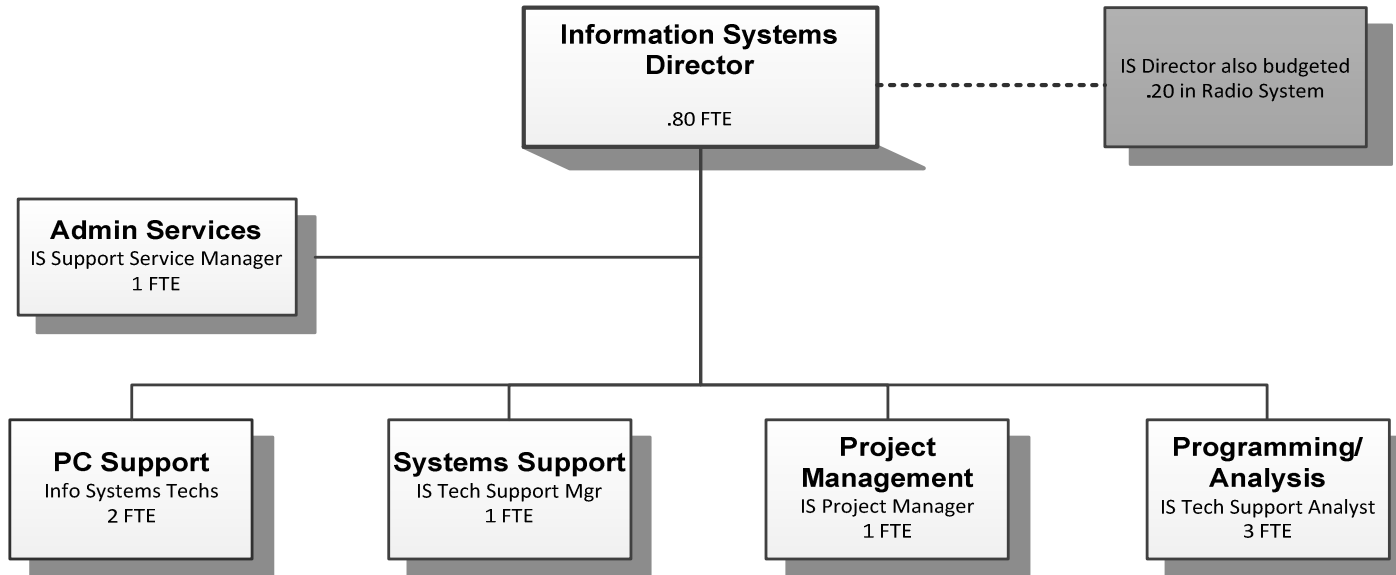 Information Systems
Director
.80 FTE
IS Director also budgeted
.20 in Radio System
Admin Services
IS Support Service Manager
1 FTE
PC Support
Info Systems Techs
2 FTE
Systems Support
IS Tech Support Mgr
1 FTE
Project
Management
IS Project Manager
1 FTE
Programming/
Analysis
IS Tech Support Analyst
3 FTE